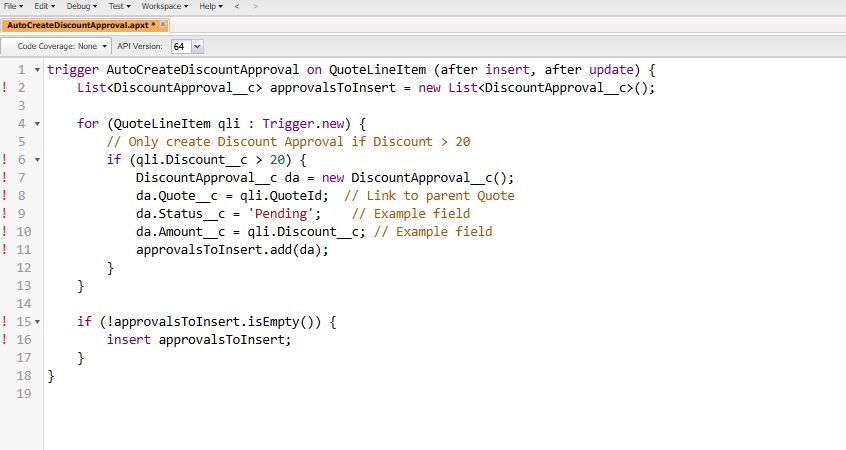 File Edit Debug Test Workspace Help < >
AutoCreateDiscountApproval.apxt *
Code Coverage: None API Version: 64
1 trigger AutoCreateDiscountApproval on QuoteLineItem (after insert, after update) {
! 2     List<DiscountApproval__c> approvalsToInsert = new List<DiscountApproval__c>();
3
4     for (QuoteLineItem qli : Trigger.new) {
5         // Only create Discount Approval if Discount > 20
! 6         if (qli.Discount__c > 20) {
! 7             DiscountApproval__c da = new DiscountApproval__c();
! 8             da.Quote__c = qli.QuoteId;  // Link to parent Quote
! 9             da.Status__c = 'Pending';    // Example field
! 10             da.Amount__c = qli.Discount__c; // Example field
! 11             approvalsToInsert.add(da);
12         }
13     }
14
! 15     if (!approvalsToInsert.isEmpty()) {
! 16         insert approvalsToInsert;
17     }
18 }
19